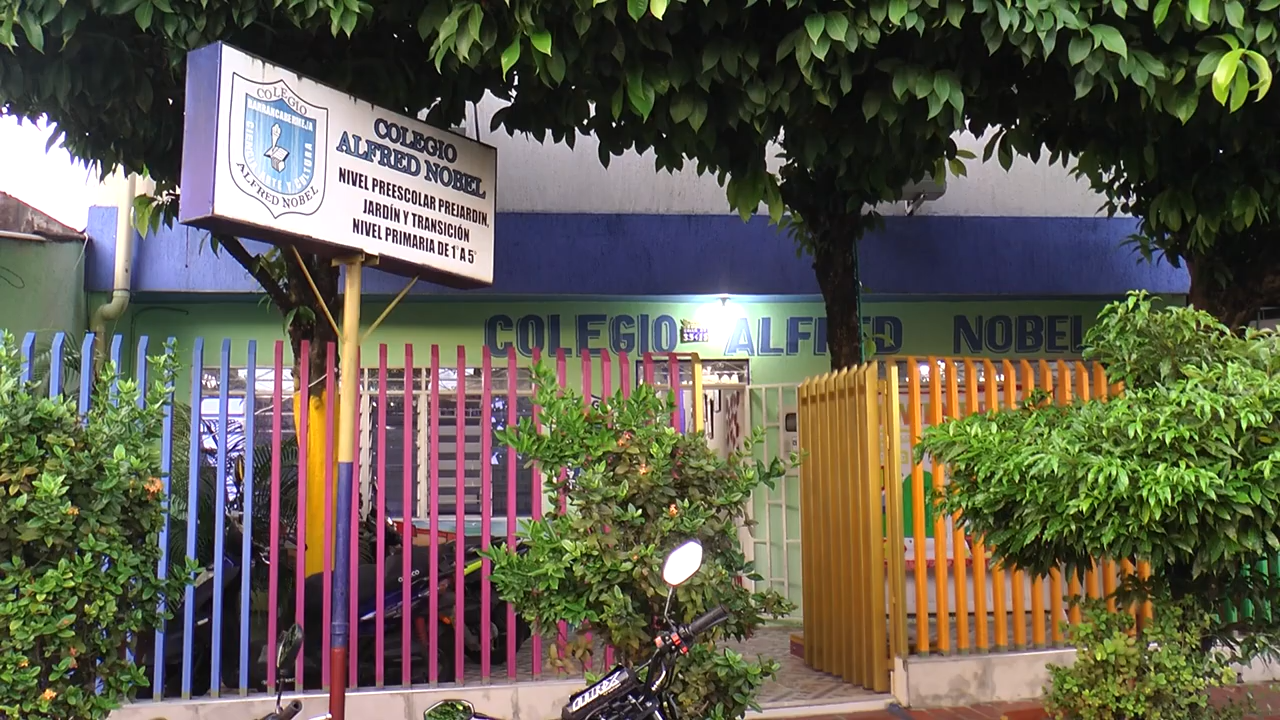 COLEGIO
BARRANCABERMEJA
ALFRED NOBEL
COLEGIO
ALFRED NOBEL
NIVEL PREESCOLAR PREJARDIN,
JARDÍN Y TRANSICIÓN
NIVEL PRIMARIA DE 1° A 5°
COLEGIO ALFRED NOBEL